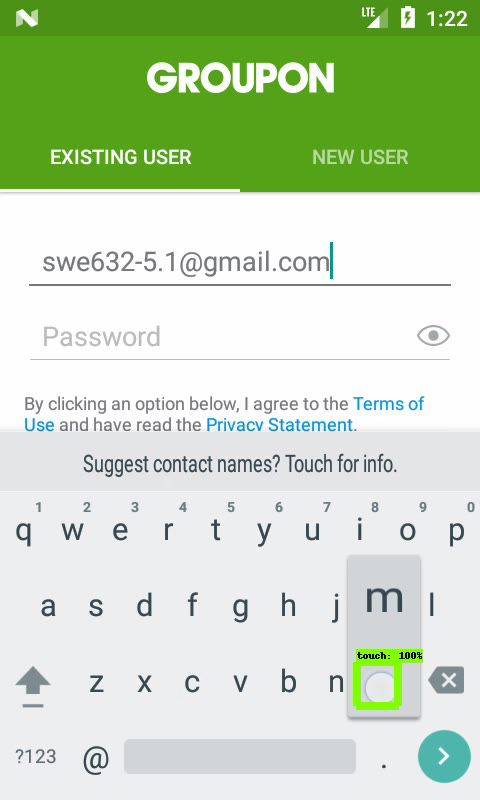 LTE 1:22
GROUPON
EXISTING USER NEW USER
swe632-5.1@gmail.com
Password
By clicking an option below, I agree to the Terms of
Use and have read the Privacy Statement.
Suggest contact names? Touch for info.
1 2 3 4 5 6 7 8 9 0
q w e r t y u i o p
a s d f g h j m l
touch: 100%
z x c v b n
?123 @ .